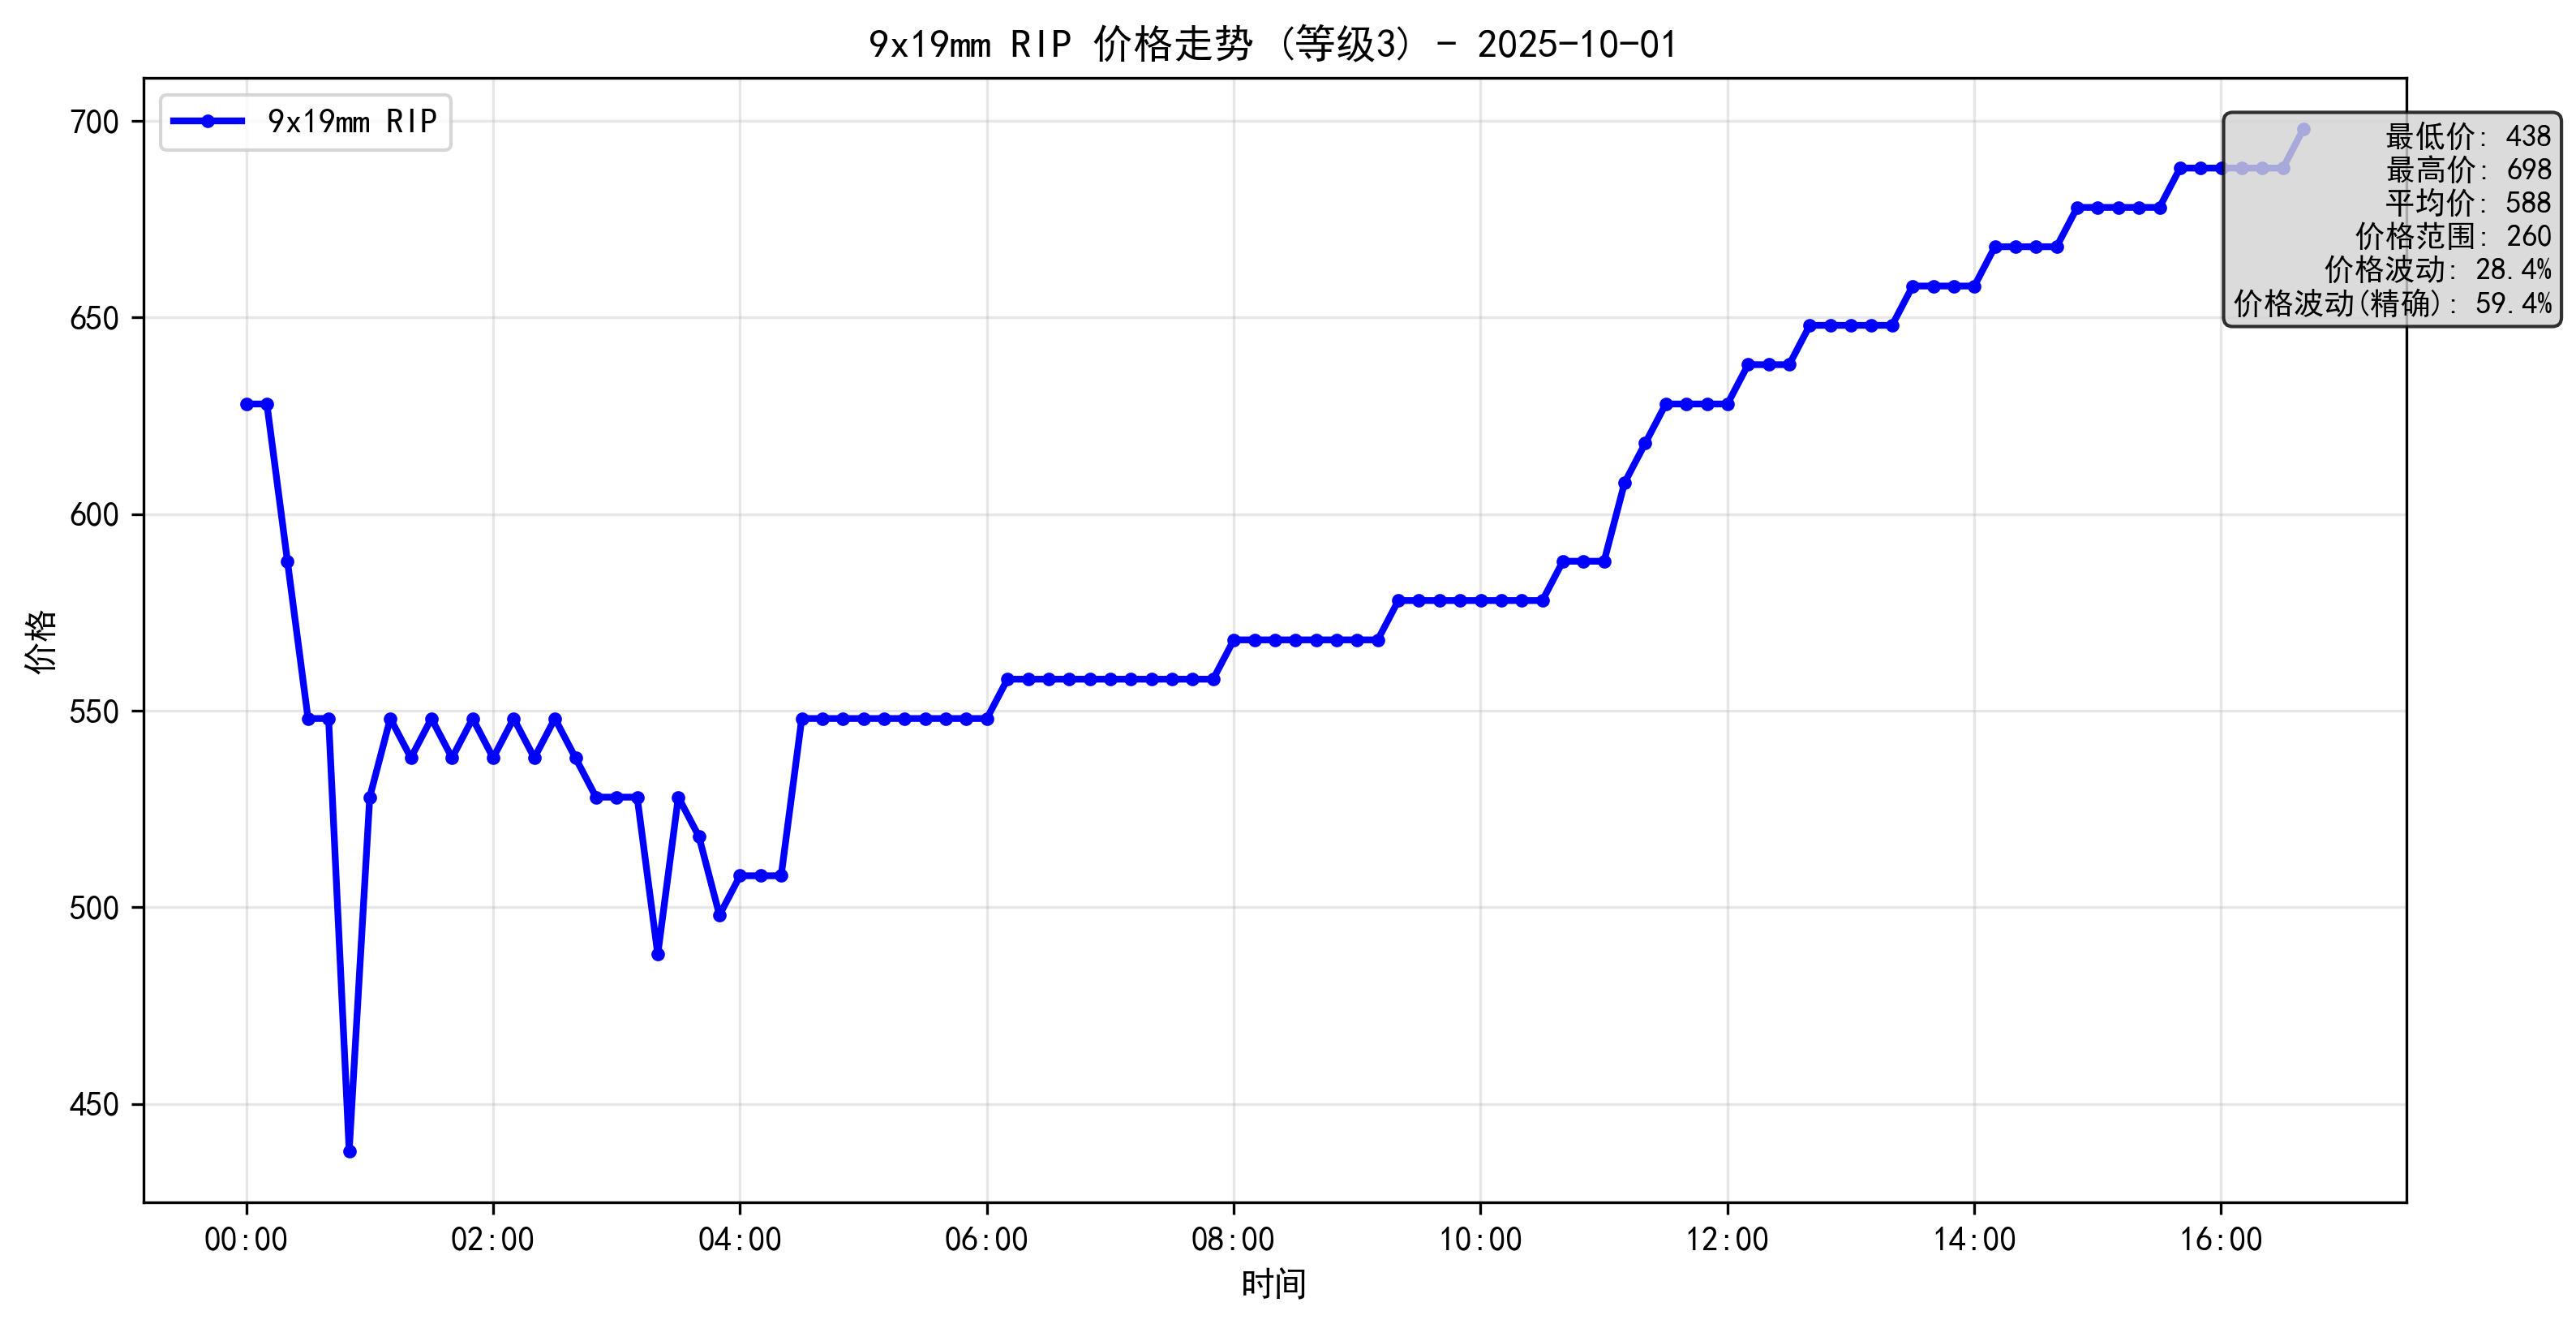 9x19mm RIP 价格走势 (等级3) - 2025-10-01
9x19mm RIP
最低价: 438
最高价: 698
平均价: 588
价格范围: 260
价格波动: 28.4%
价格波动(精确): 59.4%
700
650
600
550
500
450
价格
00:00 02:00 04:00 06:00 08:00 10:00 12:00 14:00 16:00
时间